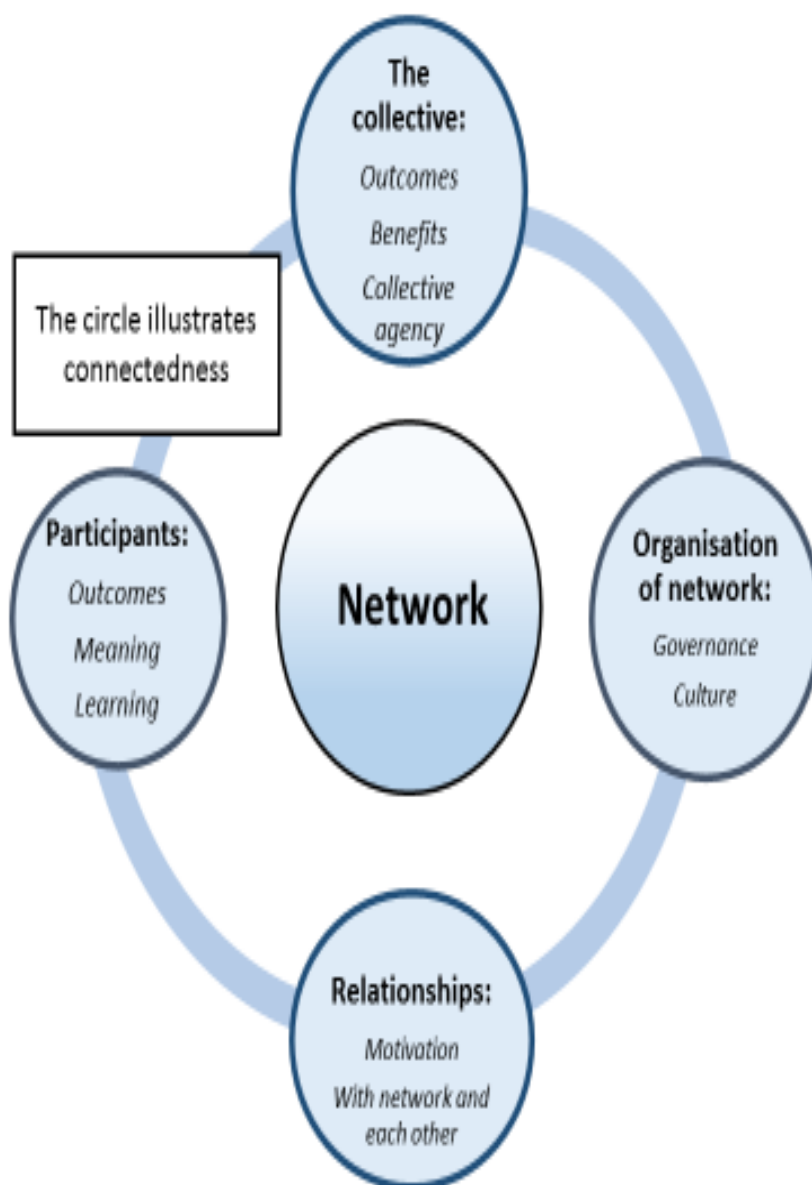 The
collective:
Outcomes
Benefits
Collective
agency
The circle illustrates
connectedness
Participants:
Outcomes
Meaning
Learning
Network
Organisation
of network:
Governance
Culture
Relationships:
Motivation
With network and
each other